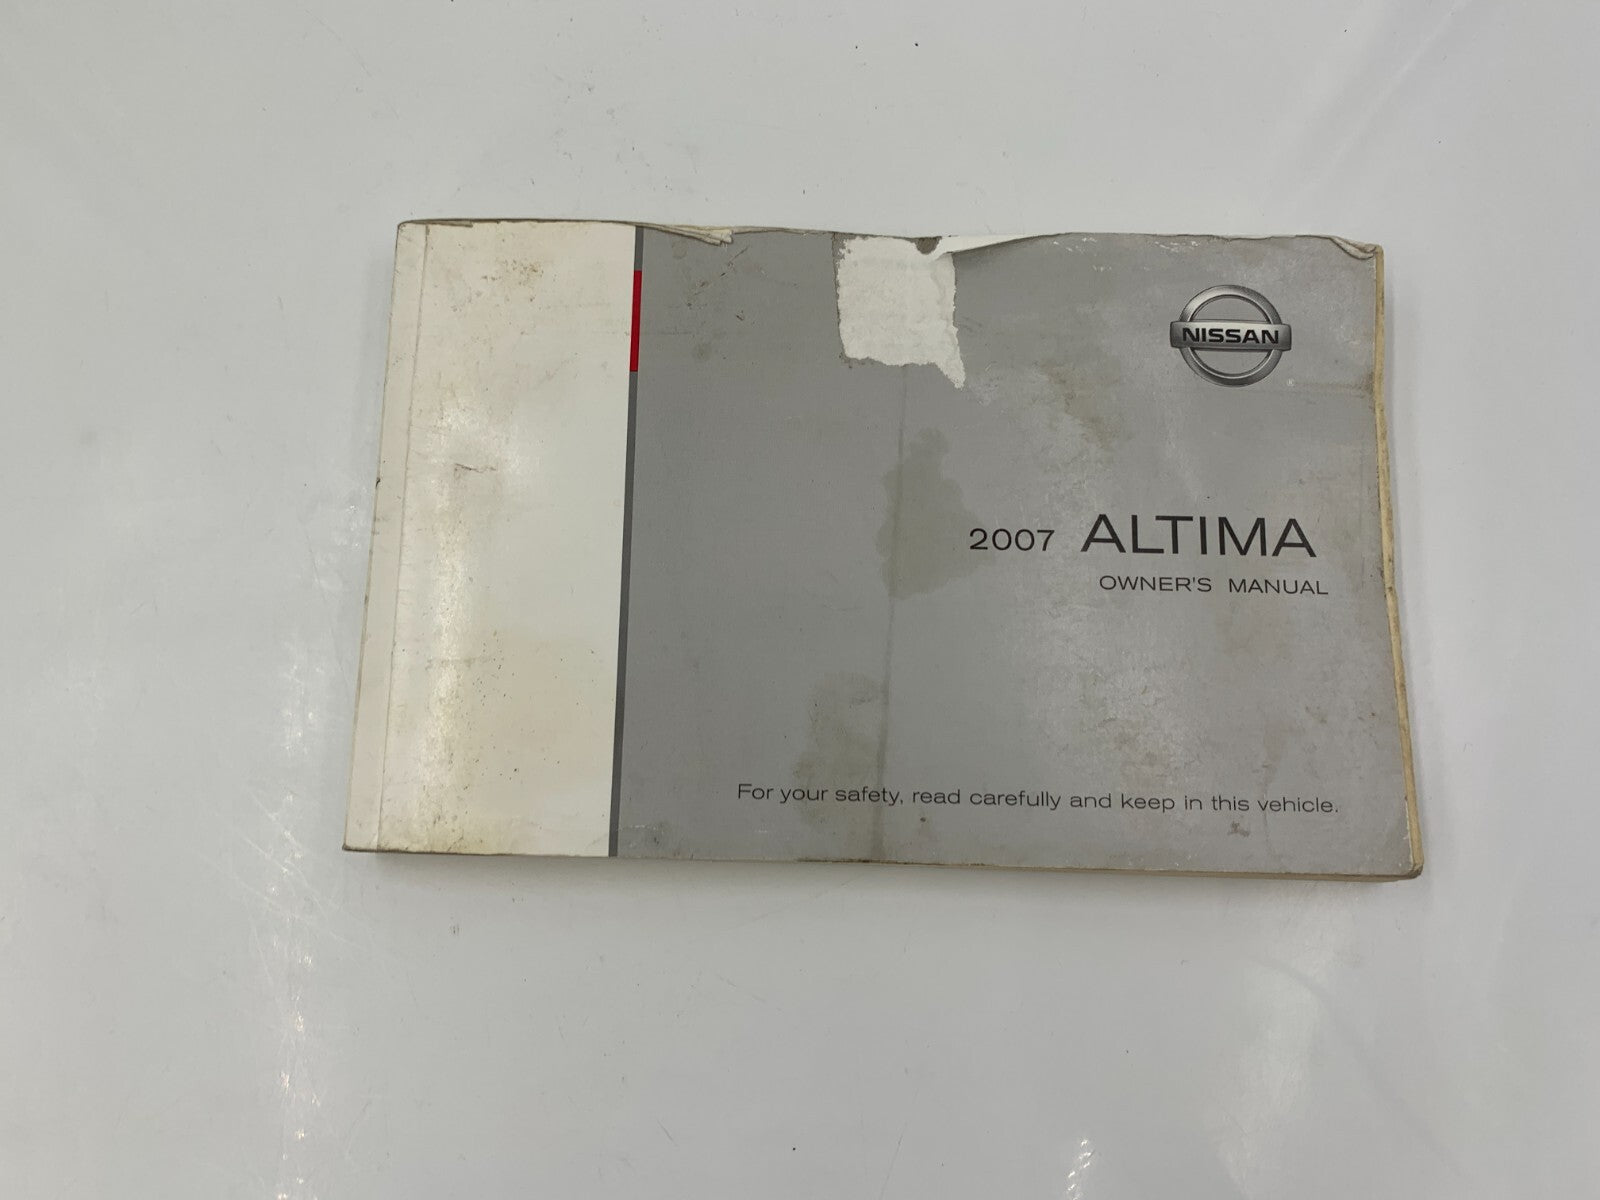 NISSAN
®
2007 ALTIMA
OWNER'S MANUAL
For your safety, read carefully and keep in this vehicle.